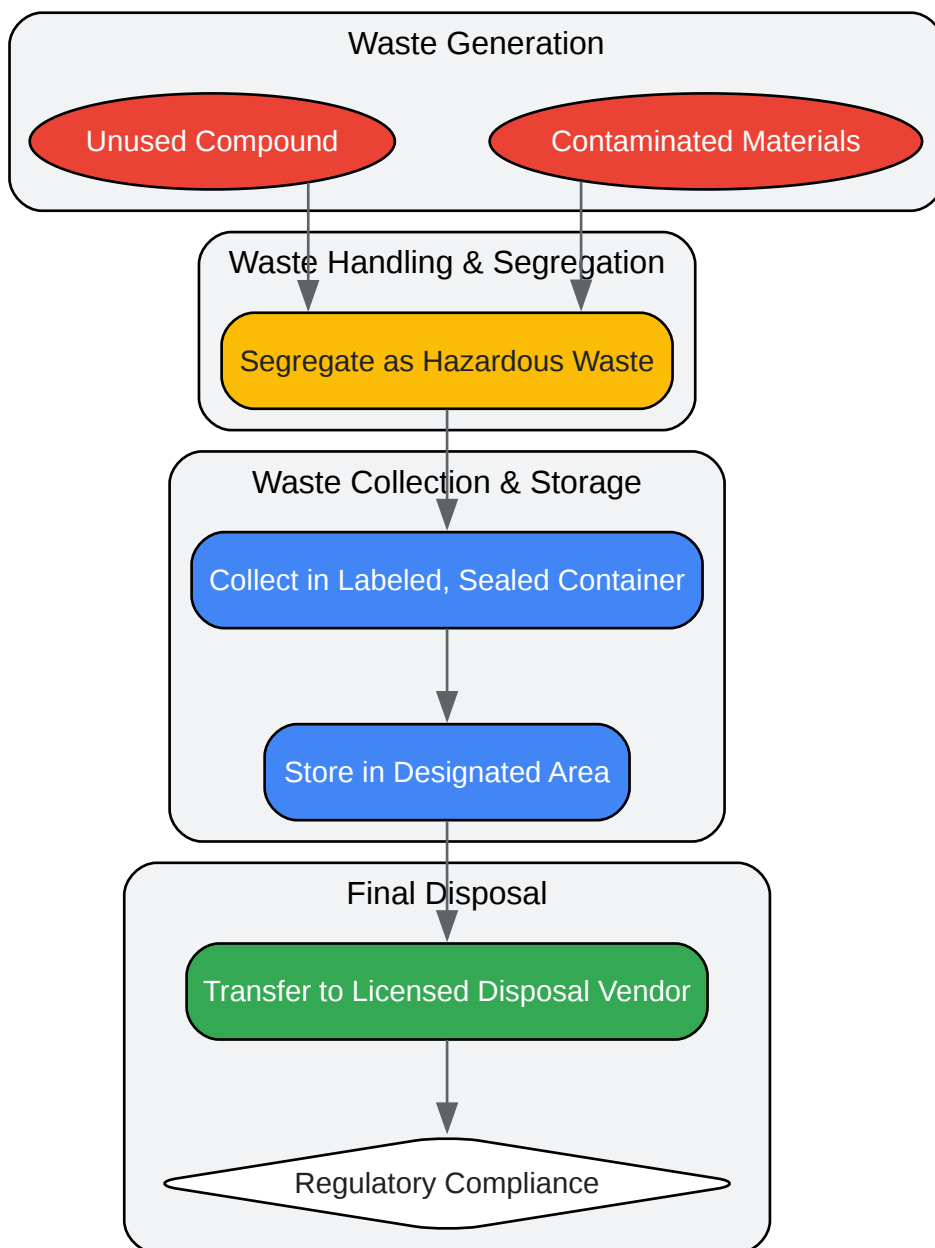 Waste Generation
Unused Compound
Contaminated Materials
Waste Handling & Segregation
Segregate as Hazardous Waste
Waste Collection & Storage
Collect in Labeled, Sealed Container
Store in Designated Area
Final Disposal
Transfer to Licensed Disposal Vendor
Regulatory Compliance